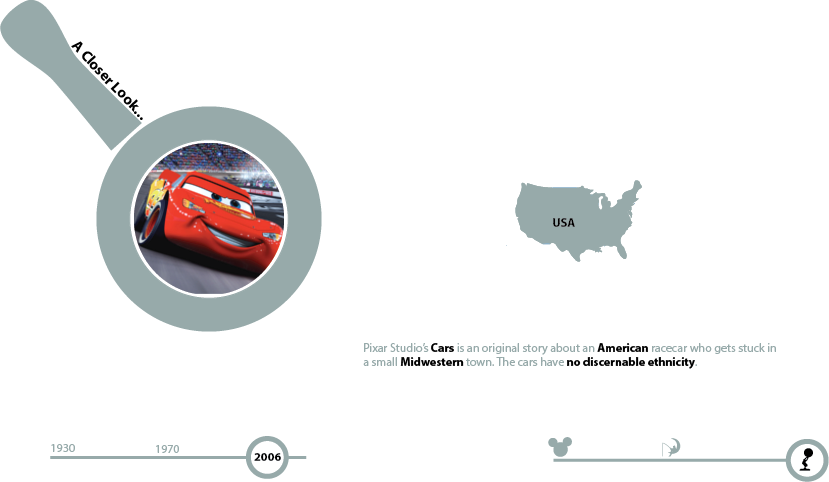 A Closer Look...
USA
Pixar Studio's Cars is an original story about an American racecar who gets stuck in
a small Midwestern town. The cars have no discernable ethnicity.
1930
1970
2006